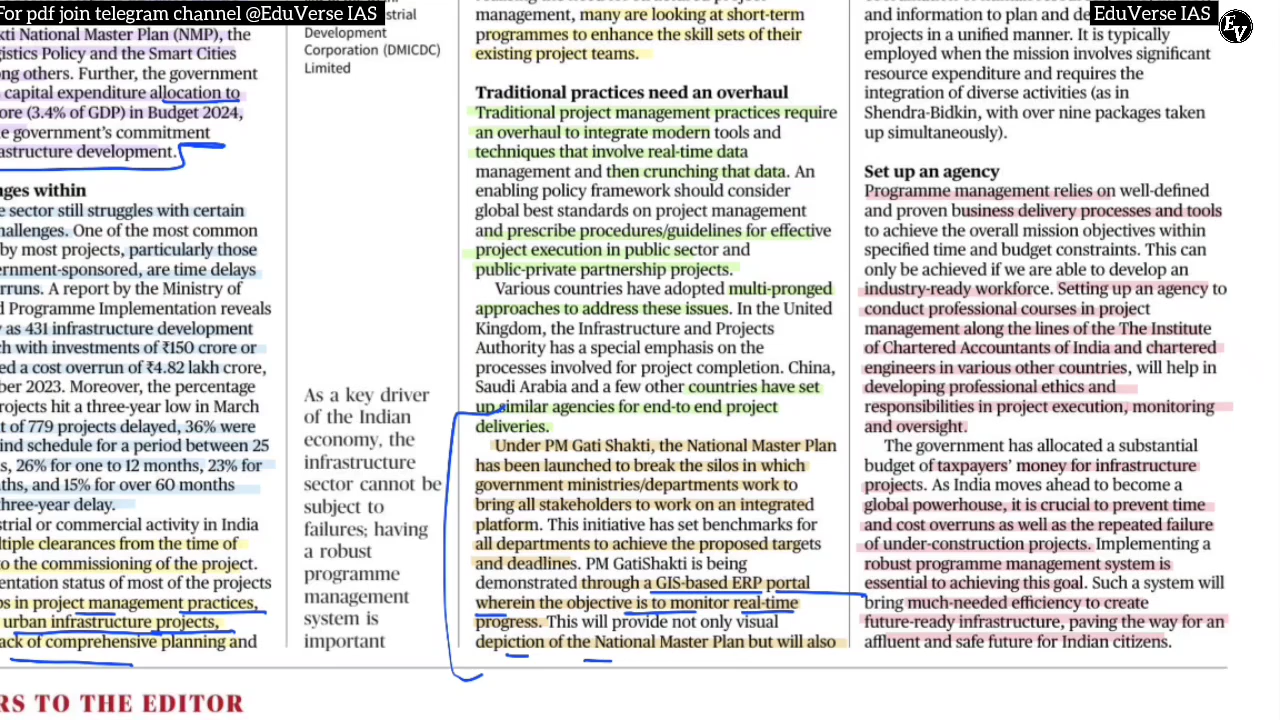 For pdf join telegram channel @EduVerse IAS
EduVerse IAS
EV
kti National Master Plan (NMP), the
gistics Policy and the Smart Cities
ong others. Further, the government
capital expenditure allocation to
ore (3.4% of GDP) in Budget 2024,
e government's commitment
astructure development.
nges within
e sector still struggles with certain
hallenges. One of the most common
by most projects, particularly those
ernment-sponsored, are time delays
erruns. A report by the Ministry of
d Programme Implementation reveals
y as 431 infrastructure development
ch with investments of ₹150 crore or
ed a cost overrun of ₹4.82 lakh crore,
ber 2023. Moreover, the percentage
rojects hit a three-year low in March
t of 779 projects delayed, 36% were
ind schedule for a period between 25
s, 26% for one to 12 months, 23% for
ths, and 15% for over 60 months
three-year delay.
strial or commercial activity in India
ltiple clearances from the time of
to the commissioning of the project.
entation status of most of the projects
ps in project management practices,
urban infrastructure projects,
ack of comprehensive planning and
strial
Development
Corporation (DMICDC)
Limited
As a key driver
of the Indian
economy, the
infrastructure
sector cannot be
subject to
failures; having
a robust
programme
management
system is
important
management, many are looking at short-term
programmes to enhance the skill sets of their
existing project teams.
Traditional practices need an overhaul
Traditional project management practices require
an overhaul to integrate modern tools and
techniques that involve real-time data
management and then crunching that data. An
enabling policy framework should consider
global best standards on project management
and prescribe procedures/guidelines for effective
project execution in public sector and
public-private partnership projects.
Various countries have adopted multi-pronged
approaches to address these issues. In the United
Kingdom, the Infrastructure and Projects
Authority has a special emphasis on the
processes involved for project completion. China,
Saudi Arabia and a few other countries have set
up similar agencies for end-to end project
deliveries.
Under PM Gati Shakti, the National Master Plan
has been launched to break the silos in which
government ministries/departments work to
bring all stakeholders to work on an integrated
platform. This initiative has set benchmarks for
all departments to achieve the proposed targets
and deadlines. PM GatiShakti is being
demonstrated through a GIS-based ERP portal
wherein the objective is to monitor real-time
progress. This will provide not only visual
depiction of the National Master Plan but will also
and information to plan and de
projects in a unified manner. It is typically
employed when the mission involves significant
resource expenditure and requires the
integration of diverse activities (as in
Shendra-Bidkin, with over nine packages taken
up simultaneously).
Set up an agency
Programme management relies on well-defined
and proven business delivery processes and tools
to achieve the overall mission objectives within
specified time and budget constraints. This can
only be achieved if we are able to develop an
industry-ready workforce. Setting up an agency to
conduct professional courses in project
management along the lines of the The Institute
of Chartered Accountants of India and chartered
engineers in various other countries, will help in
developing professional ethics and
responsibilities in project execution, monitoring
and oversight.
The government has allocated a substantial
budget of taxpayers' money for infrastructure
projects. As India moves ahead to become a
global powerhouse, it is crucial to prevent time
and cost overruns as well as the repeated failure
of under-construction projects. Implementing a
robust programme management system is
essential to achieving this goal. Such a system will
bring much-needed efficiency to create
future-ready infrastructure, paving the way for an
affluent and safe future for Indian citizens.
RS TO THE EDITOR